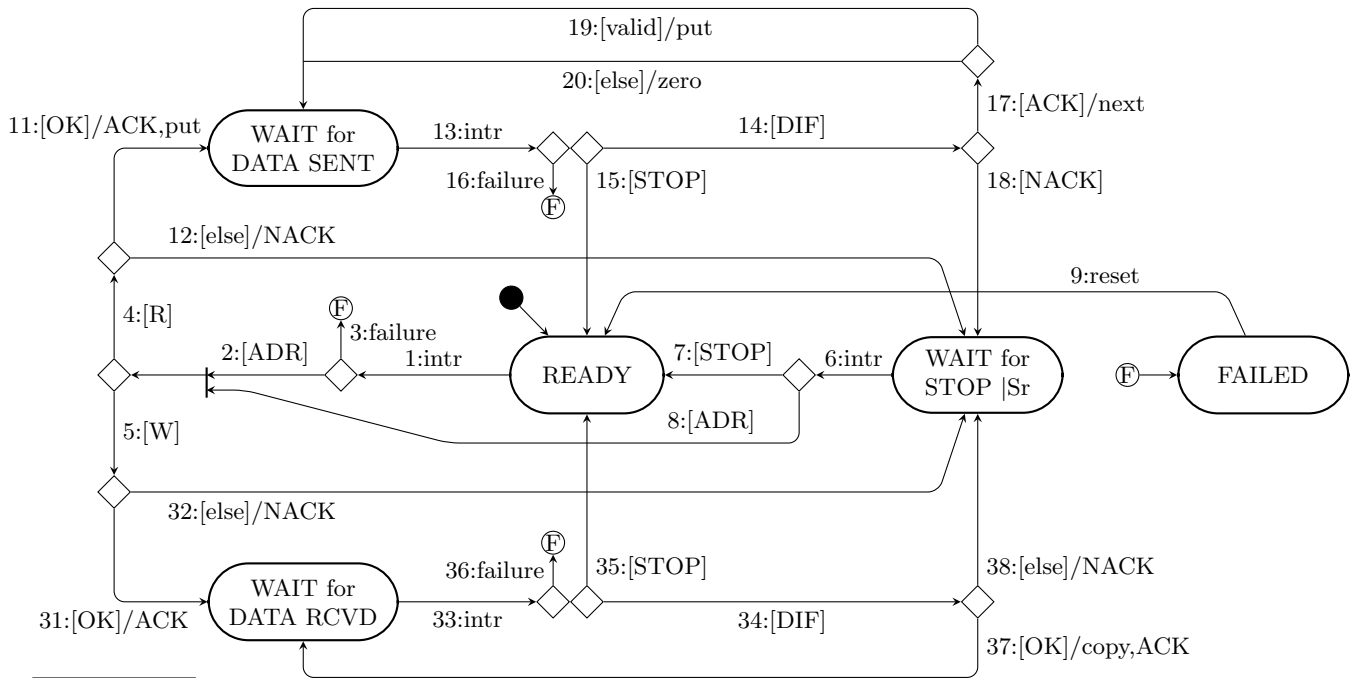 19:[valid]/put
20:[else]/zero
17:[ACK]/next
11:[OK]/ACK,put
WAIT for
DATA SENT
13:intr
14:[DIF]
16:failure
15:[STOP]
18:[NACK]
F
12:[else]/NACK
9:reset
4:[R]
F
3:failure
2:[ADR]
1:intr
READY
7:[STOP]
6:intr
WAIT for
STOP |Sr
F
FAILED
8:[ADR]
5:[W]
32:[else]/NACK
F
36:failure
35:[STOP]
38:[else]/NACK
WAIT for
DATA RCVD
31:[OK]/ACK
33:intr
34:[DIF]
37:[OK]/copy,ACK